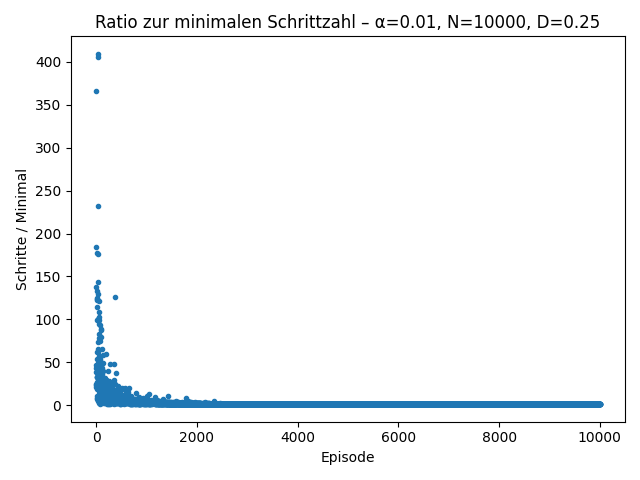 Ratio zur minimalen Schrittzahl – α=0.01, N=10000, D=0.25
400
350
300
250
200
150
100
50
0
Schritte / Minimal
0 2000 4000 6000 8000 10000
Episode